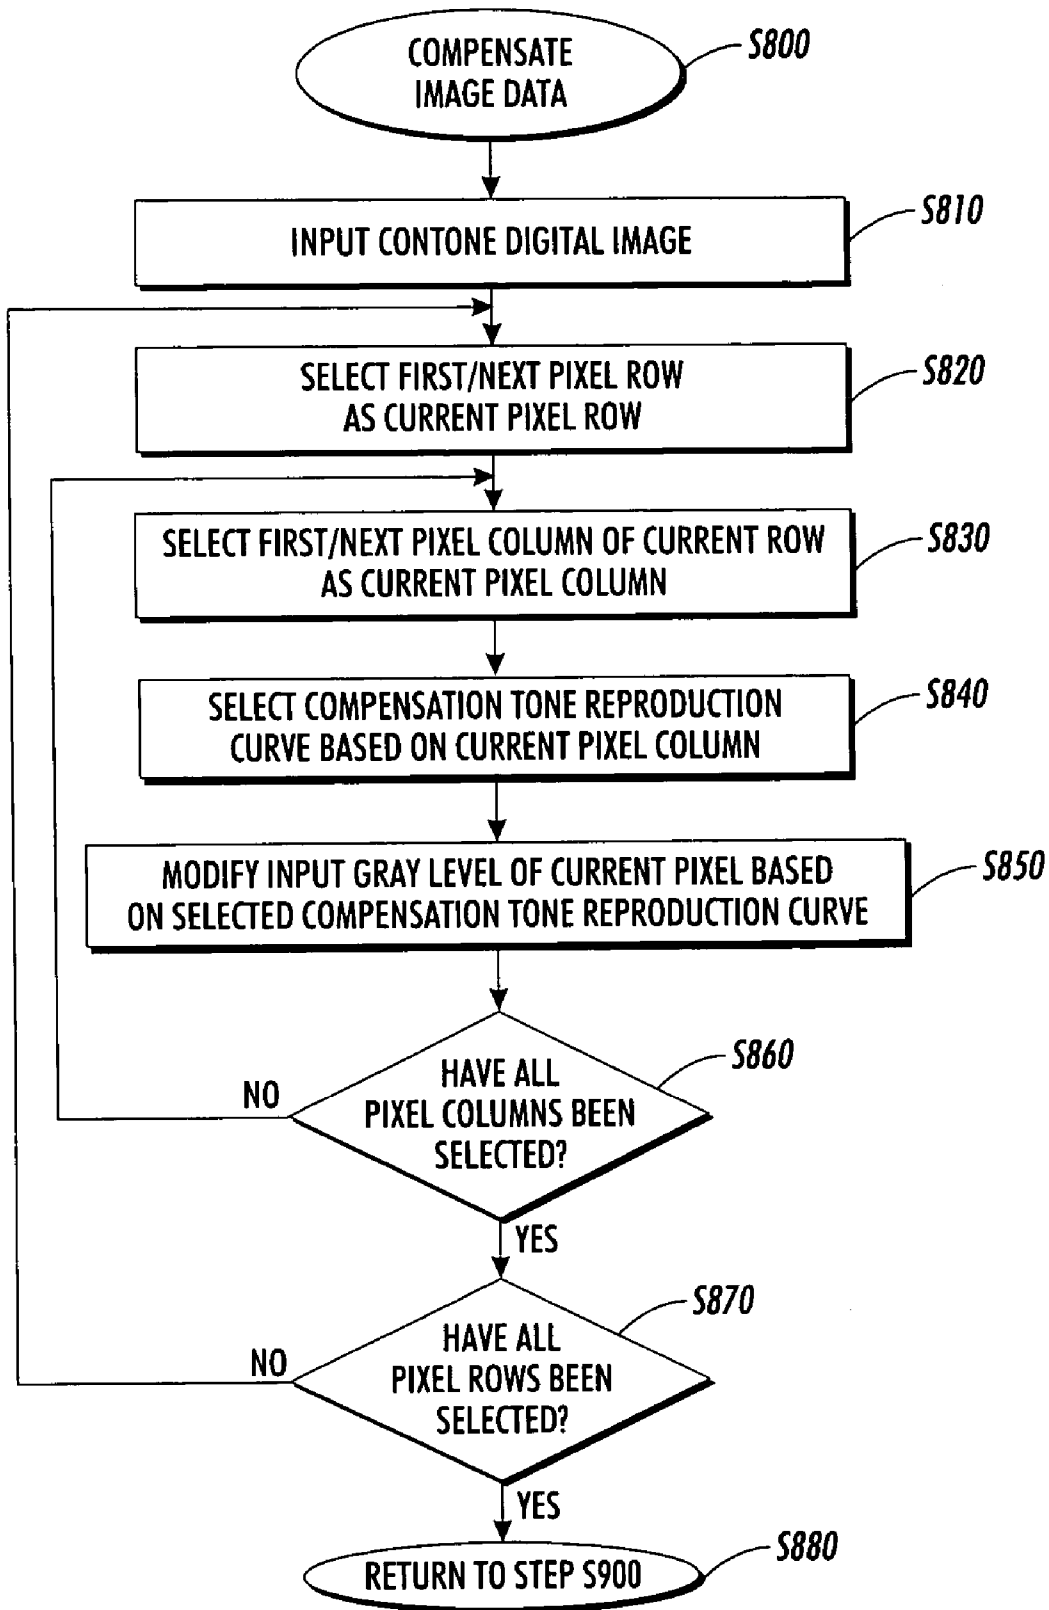 COMPENSATE
IMAGE DATA
S800
INPUT CONTONE DIGITAL IMAGE
S810
SELECT FIRST/NEXT PIXEL ROW
AS CURRENT PIXEL ROW
S820
SELECT FIRST/NEXT PIXEL COLUMN OF CURRENT ROW
AS CURRENT PIXEL COLUMN
S830
SELECT COMPENSATION TONE REPRODUCTION
CURVE BASED ON CURRENT PIXEL COLUMN
S840
MODIFY INPUT GRAY LEVEL OF CURRENT PIXEL BASED
ON SELECTED COMPENSATION TONE REPRODUCTION CURVE
S850
HAVE ALL
PIXEL COLUMNS BEEN
SELECTED?
S860
NO
YES
HAVE ALL
PIXEL ROWS BEEN
SELECTED?
S870
NO
YES
RETURN TO STEP S900
S880